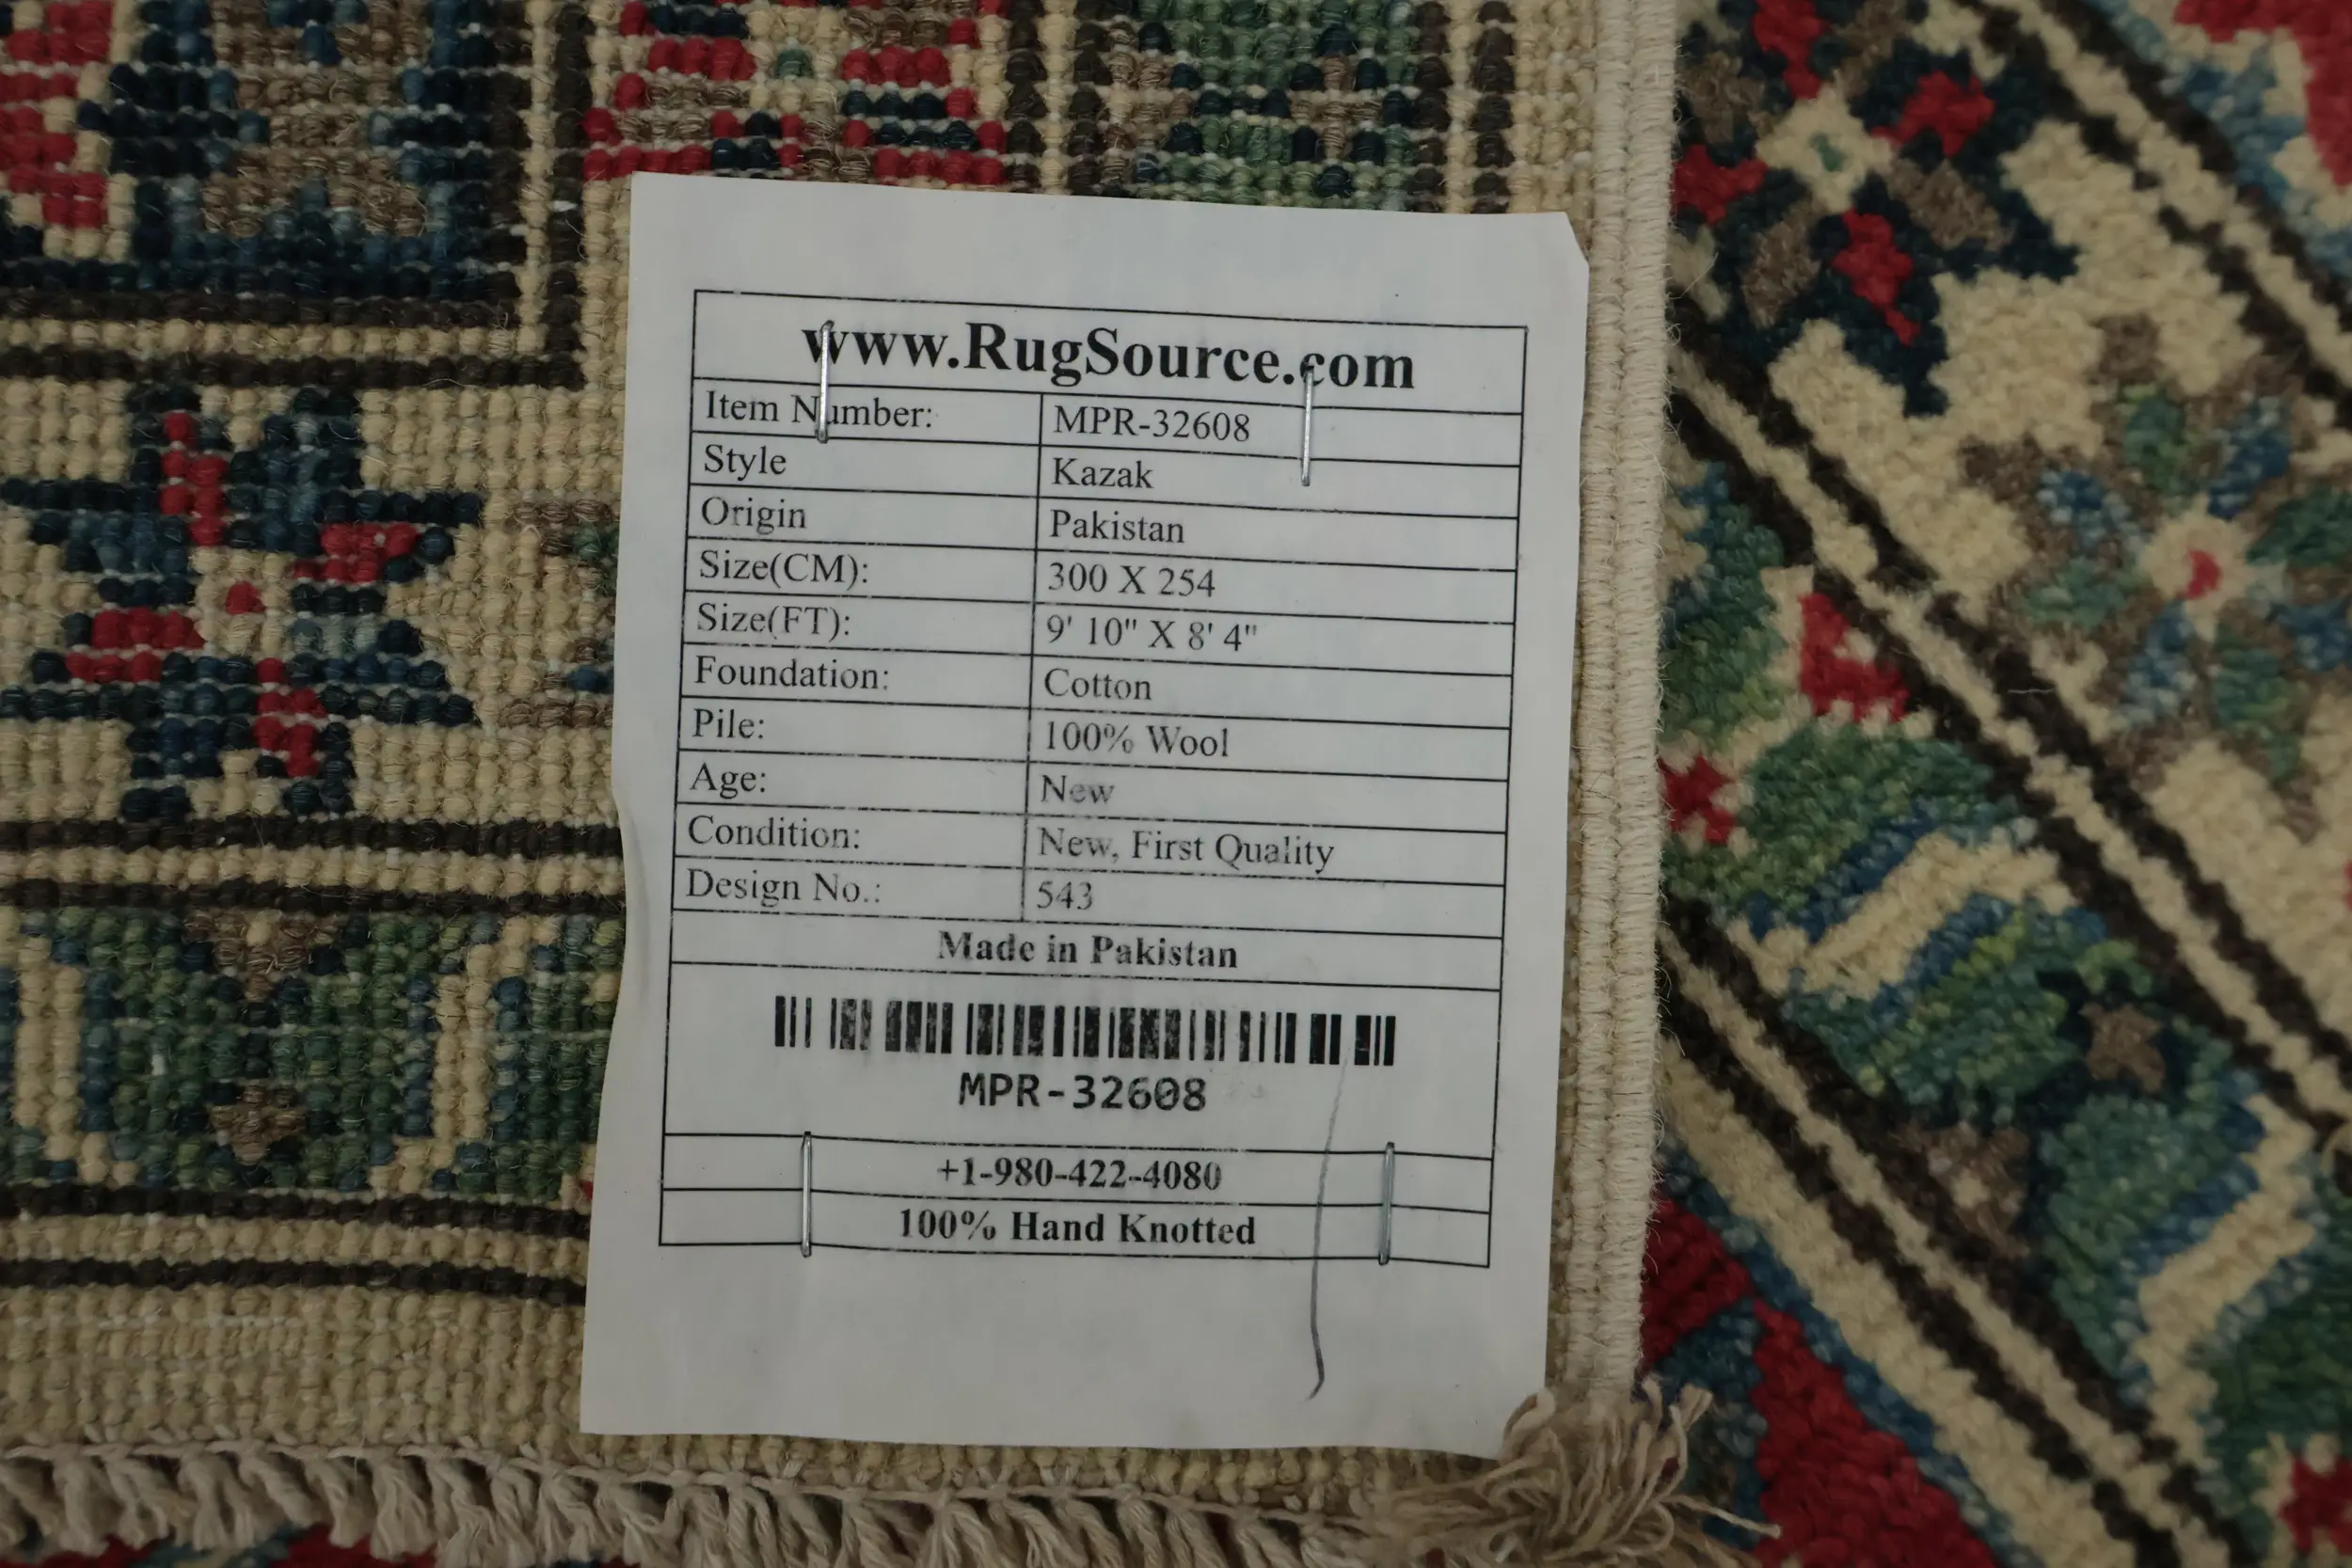 www.RugSource.com
Item Number: MPR-32608
Style Kazak
Origin Pakistan
Size(CM): 300 X 254
Size(FT): 9' 10" X 8' 4"
Foundation: Cotton
Pile: 100% Wool
Age: New
Condition: New, First Quality
Design No.: 543
Made in Pakistan
MPR-32608
+1-980-422-4080
100% Hand Knotted